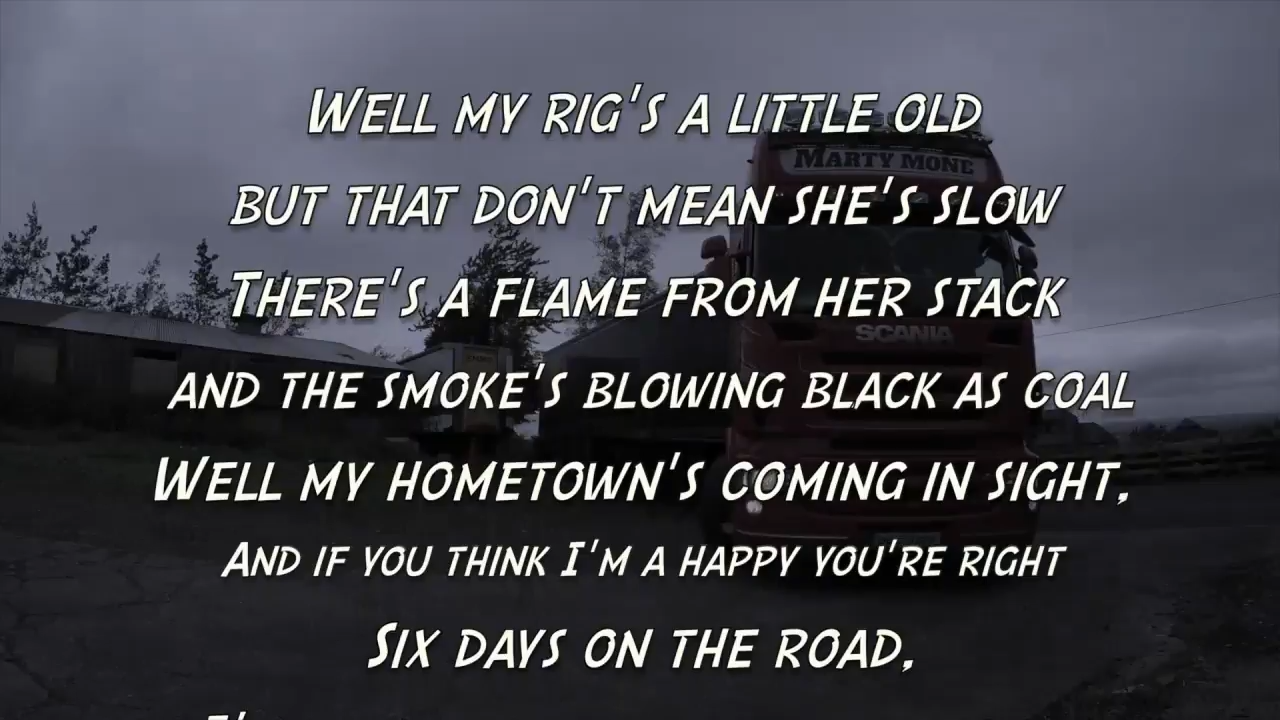 Well my rig's a little old
Marty Mone
but that don't mean she's slow
There's a flame from her stack
SCANIA
and the smoke's blowing black as coal
Well my hometown's coming in sight,
And if you think I'm a happy you're right
Six days on the road,